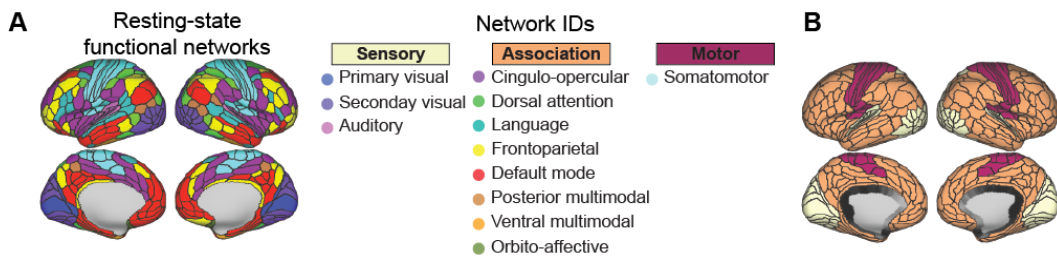 A
Resting-state
functional networks
Network IDs
Sensory
Primary visual
Seconday visual
Auditory
Association
Cingulo-opercular
Dorsal attention
Language
Frontoparietal
Default mode
Posterior multimodal
Ventral multimodal
Orbito-affective
Motor
Somatomotor
B